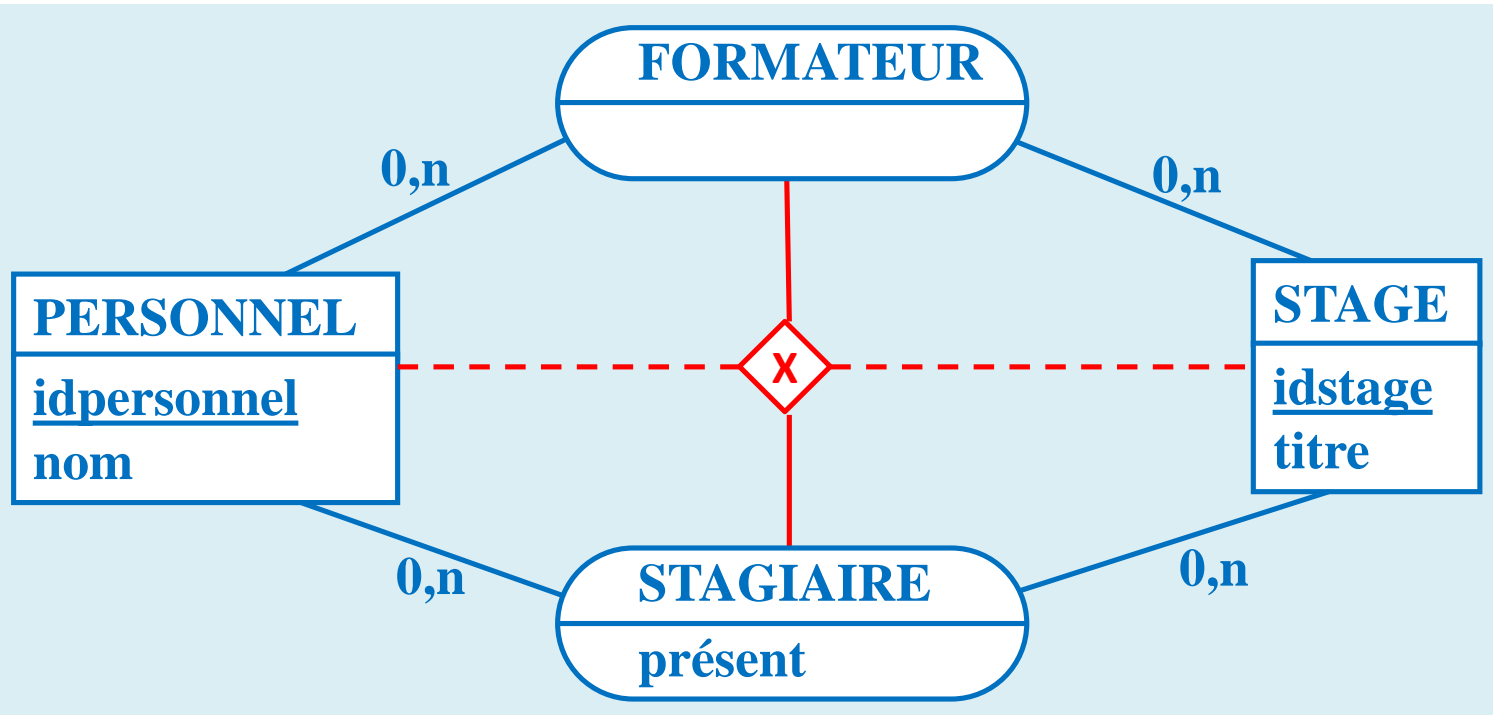 FORMATEUR
0,n
0,n
PERSONNEL
idpersonnel
nom
X
STAGE
idstage
titre
0,n
0,n
STAGIAIRE
présent